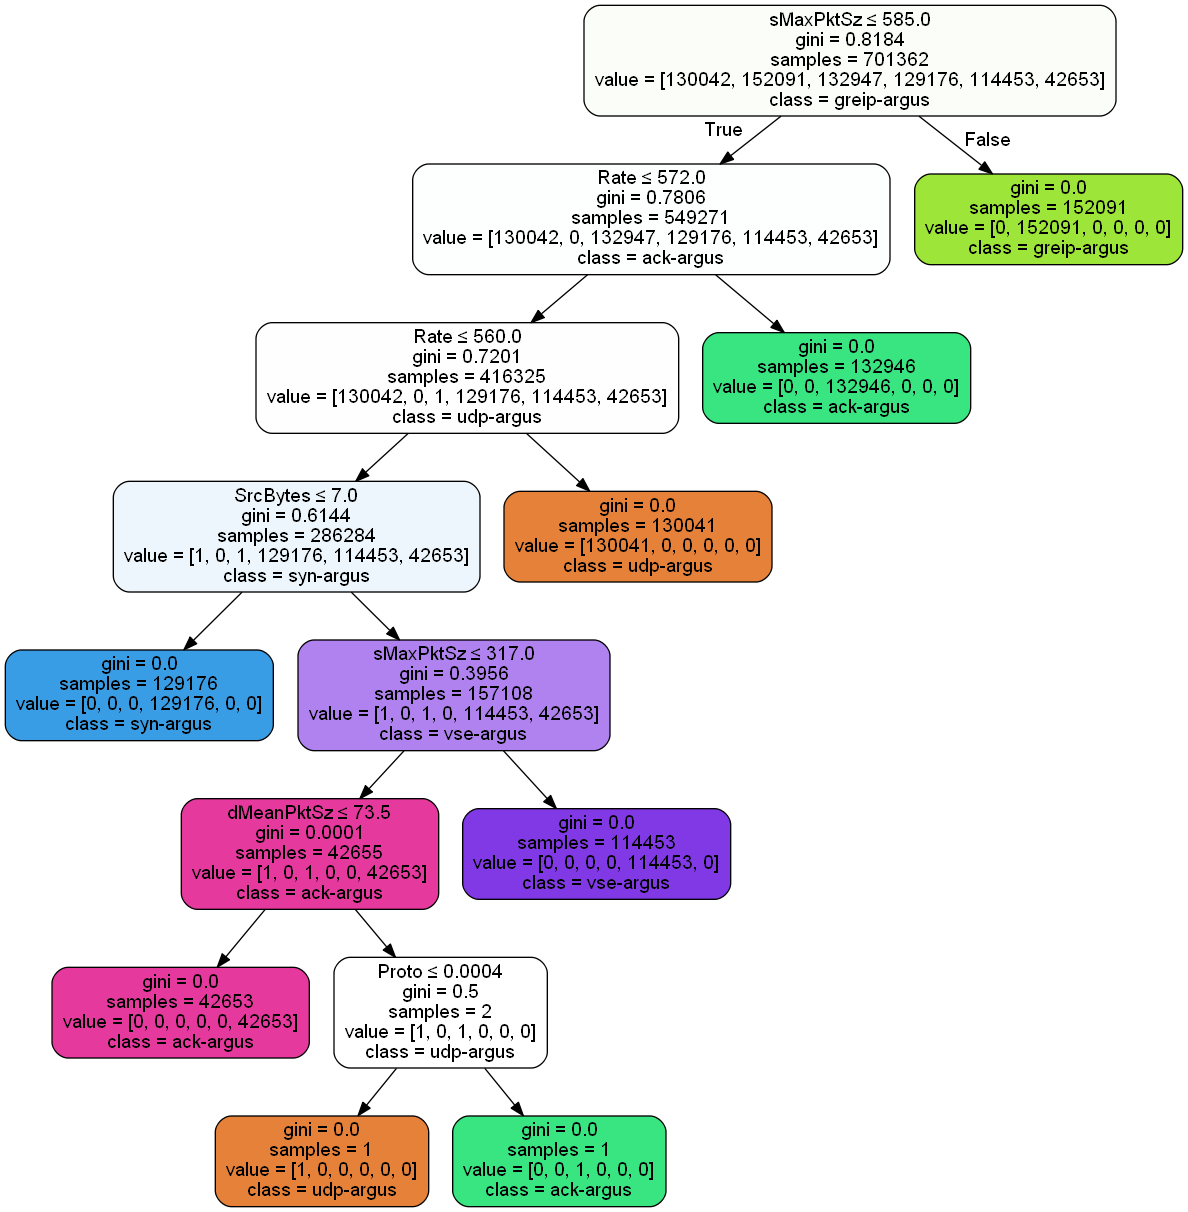 sMaxPktSz ≤ 585.0
gini = 0.8184
samples = 701362
value = [130042, 152091, 132947, 129176, 114453, 42653]
class = greip-argus
True
False
Rate ≤ 572.0
gini = 0.7806
samples = 549271
value = [130042, 0, 132947, 129176, 114453, 42653]
class = ack-argus
gini = 0.0
samples = 152091
value = [0, 152091, 0, 0, 0, 0]
class = greip-argus
Rate ≤ 560.0
gini = 0.7201
samples = 416325
value = [130042, 0, 1, 129176, 114453, 42653]
class = udp-argus
gini = 0.0
samples = 132946
value = [0, 0, 132946, 0, 0, 0]
class = ack-argus
SrcBytes ≤ 7.0
gini = 0.6144
samples = 286284
value = [1, 0, 1, 129176, 114453, 42653]
class = syn-argus
gini = 0.0
samples = 130041
value = [130041, 0, 0, 0, 0, 0]
class = udp-argus
gini = 0.0
samples = 129176
value = [0, 0, 0, 129176, 0, 0]
class = syn-argus
sMaxPktSz ≤ 317.0
gini = 0.3956
samples = 157108
value = [1, 0, 1, 0, 114453, 42653]
class = vse-argus
dMeanPktSz ≤ 73.5
gini = 0.0001
samples = 42655
value = [1, 0, 1, 0, 0, 42653]
class = ack-argus
gini = 0.0
samples = 114453
value = [0, 0, 0, 0, 114453, 0]
class = vse-argus
gini = 0.0
samples = 42653
value = [0, 0, 0, 0, 0, 42653]
class = ack-argus
Proto ≤ 0.0004
gini = 0.5
samples = 2
value = [1, 0, 1, 0, 0, 0]
class = udp-argus
gini = 0.0
samples = 1
value = [1, 0, 0, 0, 0, 0]
class = udp-argus
gini = 0.0
samples = 1
value = [0, 0, 1, 0, 0, 0]
class = ack-argus